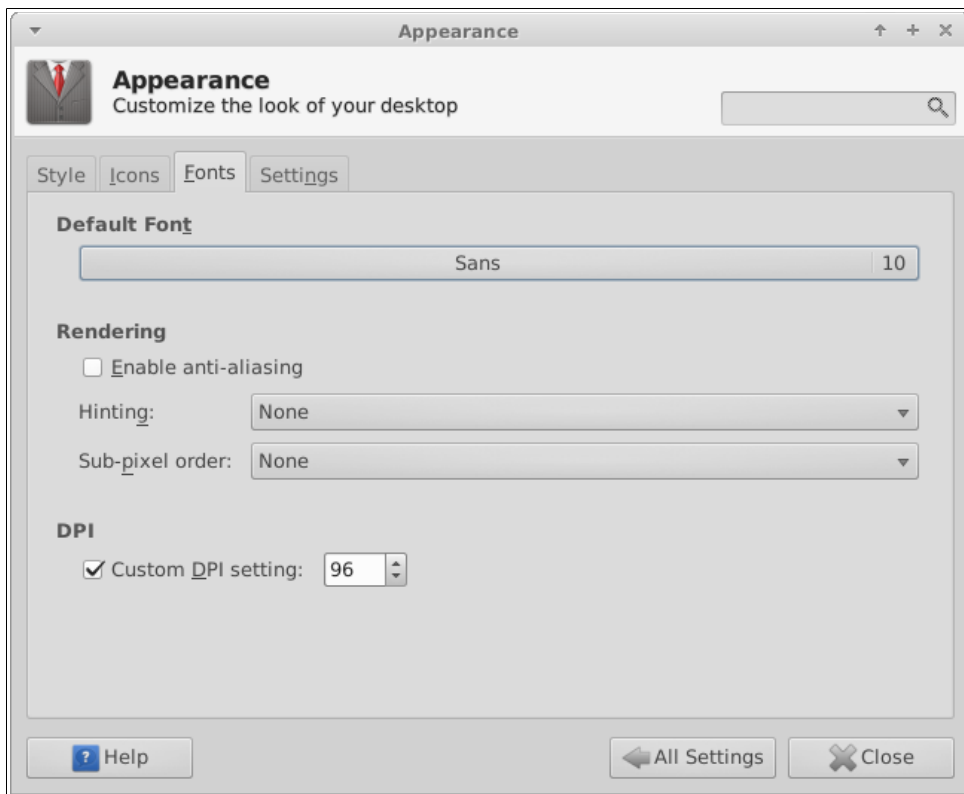 Appearance
Appearance
Customize the look of your desktop
Style Icons Fonts Settings
Default Font
Sans 10
Rendering
Enable anti-aliasing
Hinting: None
Sub-pixel order: None
DPI
Custom DPI setting: 96
? Help All Settings Close